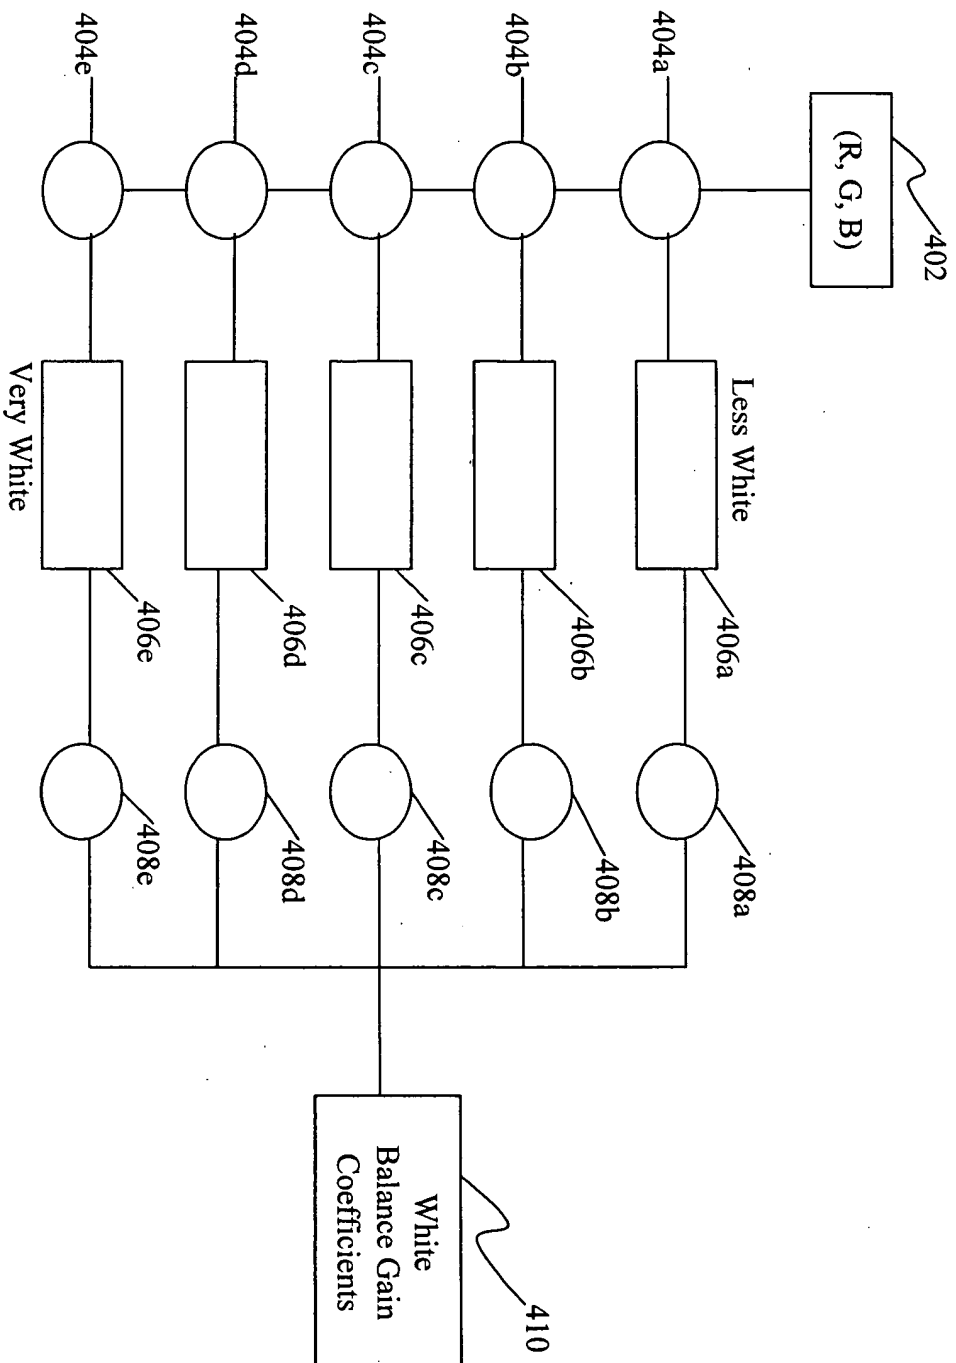 (R, G, B)
402
404a
404b
404c
404d
404e
Less White
Very White
406a
406b
406c
406d
406e
408a
408b
408c
408d
408e
White
Balance Gain
Coefficients
410